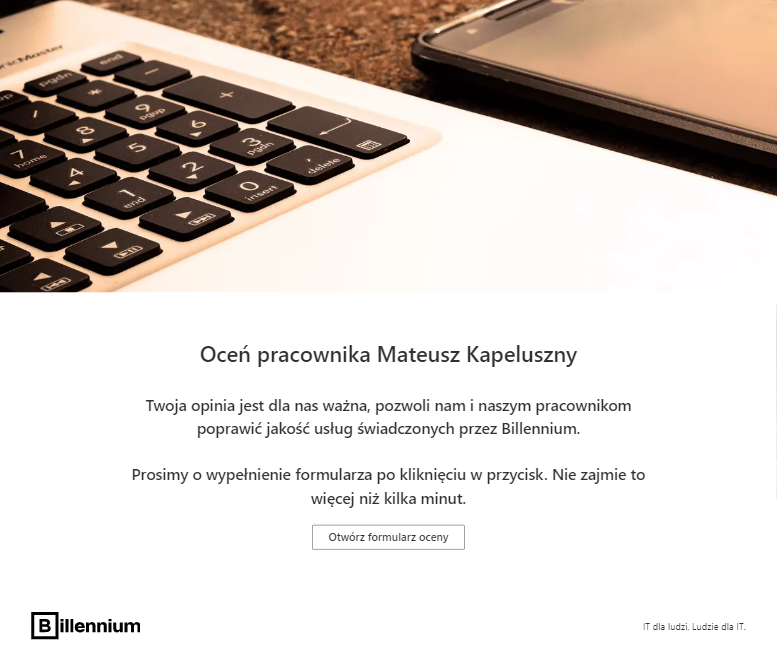 end
pgdn
-
*
+
/
9
pgup
8
6
7
home
5
3
pgdn
4
2
,
delete
1
end
0
insert
Oceń pracownika Mateusz Kapeluszny
Twoja opinia jest dla nas ważna, pozwoli nam i naszym pracownikom
poprawić jakość usług świadczonych przez Billennium.
Prosimy o wypełnienie formularza po kliknięciu w przycisk. Nie zajmie to
więcej niż kilka minut.
Otwórz formularz oceny
Billennium
IT dla ludzi, Ludzie dla IT.